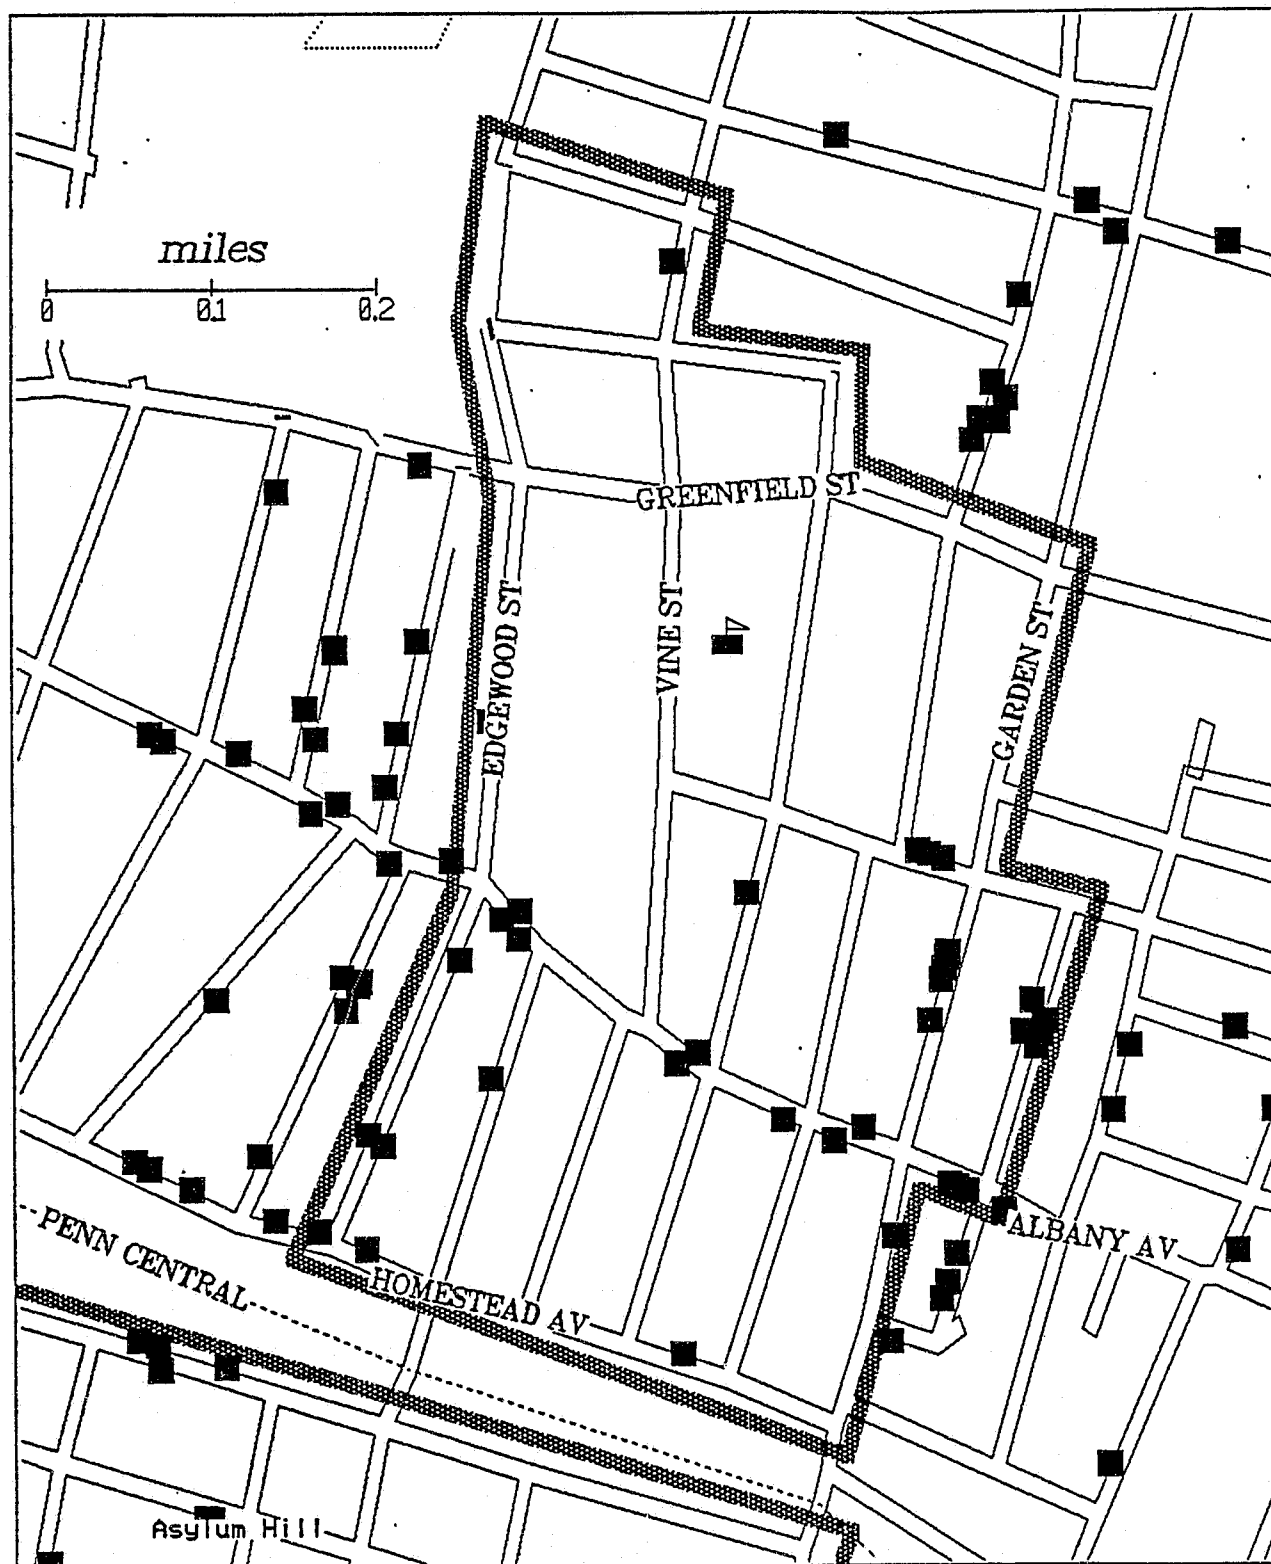 miles
0 0.1 0.2
GREENFIELD ST
EDGEWOOD ST
VINE ST
GARDEN ST
ALBANY AV
PENN CENTRAL
HOMESTEAD AV
Asylum Hill